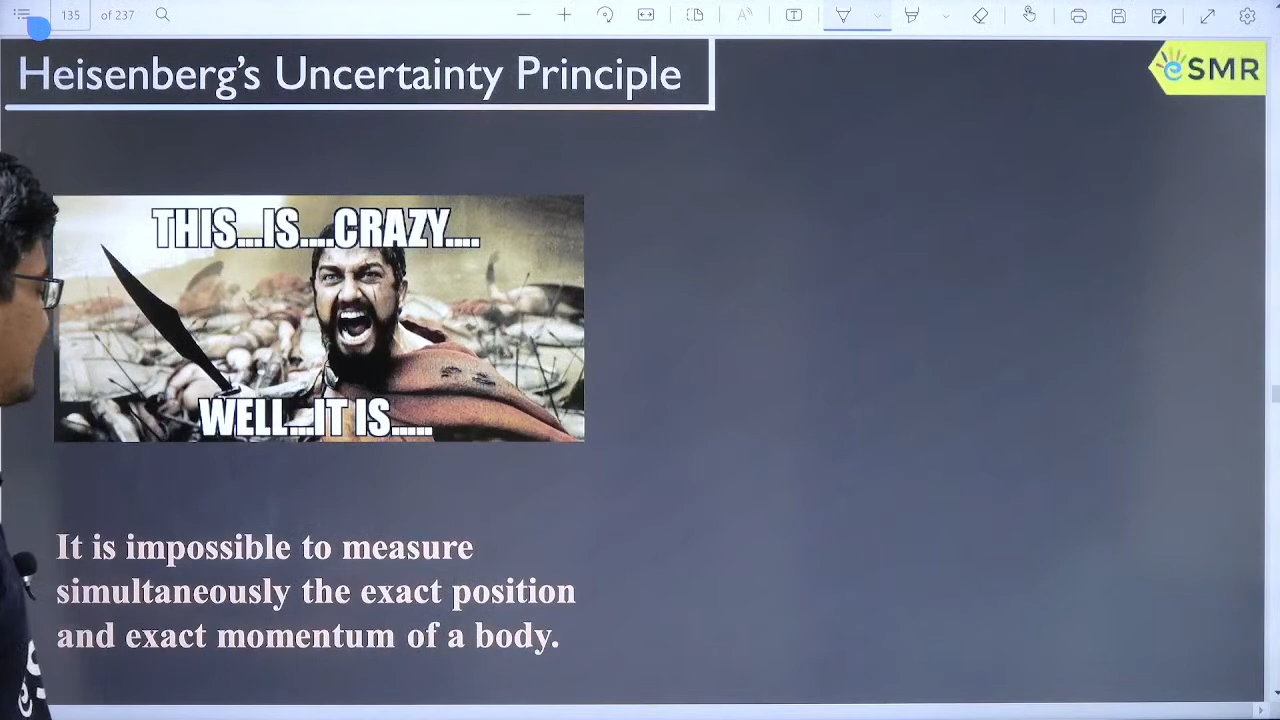 135 of 237
Heisenberg's Uncertainty Principle
eSMR
THIS...IS....CRAZY....
WELL...IT IS.....
It is impossible to measure
simultaneously the exact position
and exact momentum of a body.